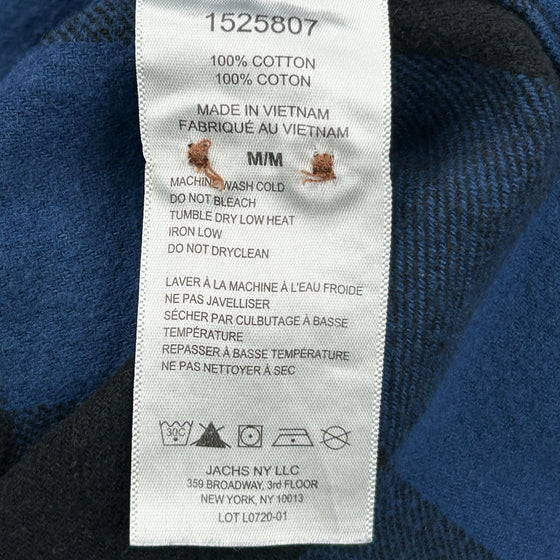 1525807
100% COTTON
100% COTON
MADE IN VIETNAM
FABRIQUÉ AU VIETNAM
M/M
MACHINE WASH COLD
DO NOT BLEACH
TUMBLE DRY LOW HEAT
IRON LOW
DO NOT DRYCLEAN
LAVER À LA MACHINE À L'EAU FROIDE
NE PAS JAVELLISER
SÉCHER PAR CULBUTAGE À BASSE
TEMPÉRATURE
REPASSER À BASSE TEMPÉRATURE
NE PAS NETTOYER À SEC
30C
JACHS NY LLC
359 BROADWAY, 3rd FLOOR
NEW YORK, NY 10013
LOT L0720-01